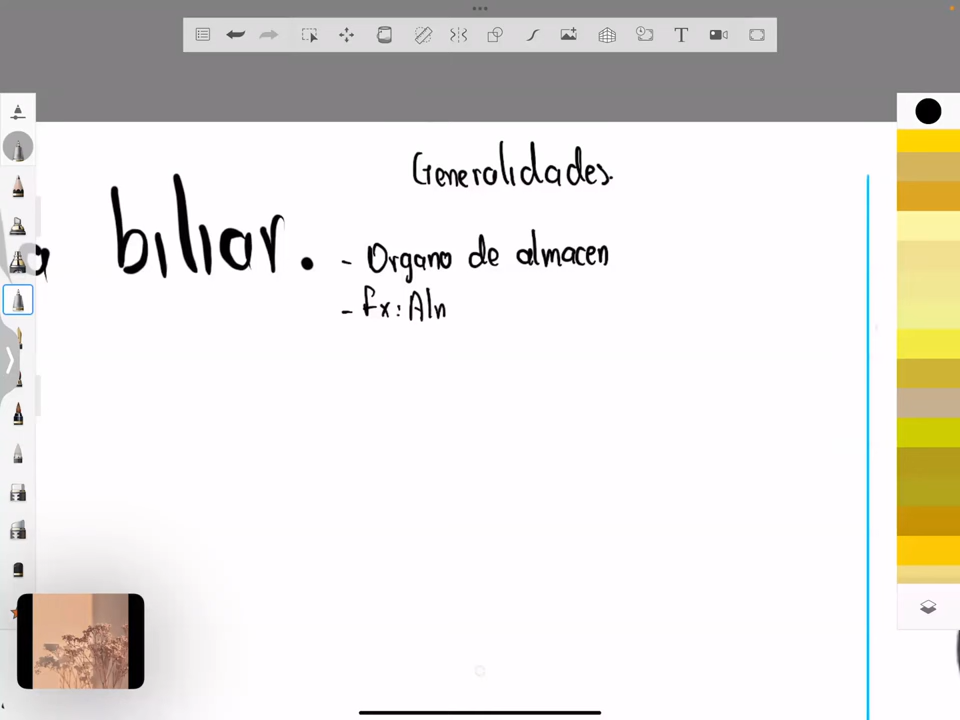 Generalidades.
a biliar.
- Organo de almacen
- Fx: Aln